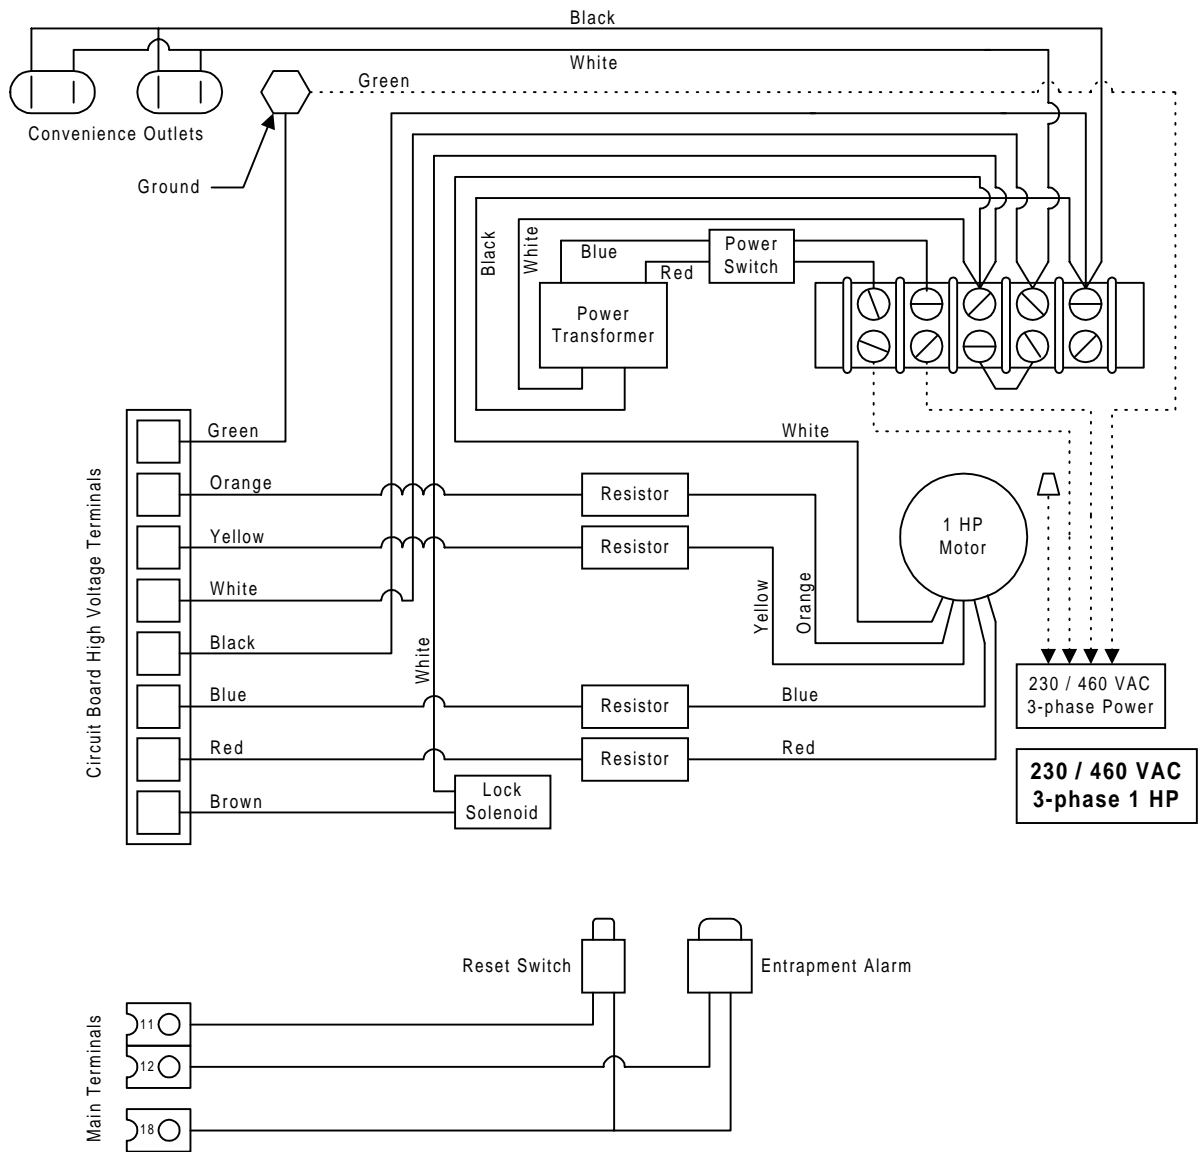 Black
White
Green
Convenience Outlets
Ground
Black
White
Blue
Red
Power
Switch
Power
Transformer
Circuit Board High Voltage Terminals
Green
Orange
Yellow
White
Black
Blue
Red
Brown
White
Resistor
Resistor
Resistor
Resistor
Lock
Solenoid
White
Yellow
Orange
Blue
Red
1 HP
Motor
230 / 460 VAC
3-phase Power
230 / 460 VAC
3-phase 1 HP
Reset Switch
Entrapment Alarm
Main Terminals
11
12
18